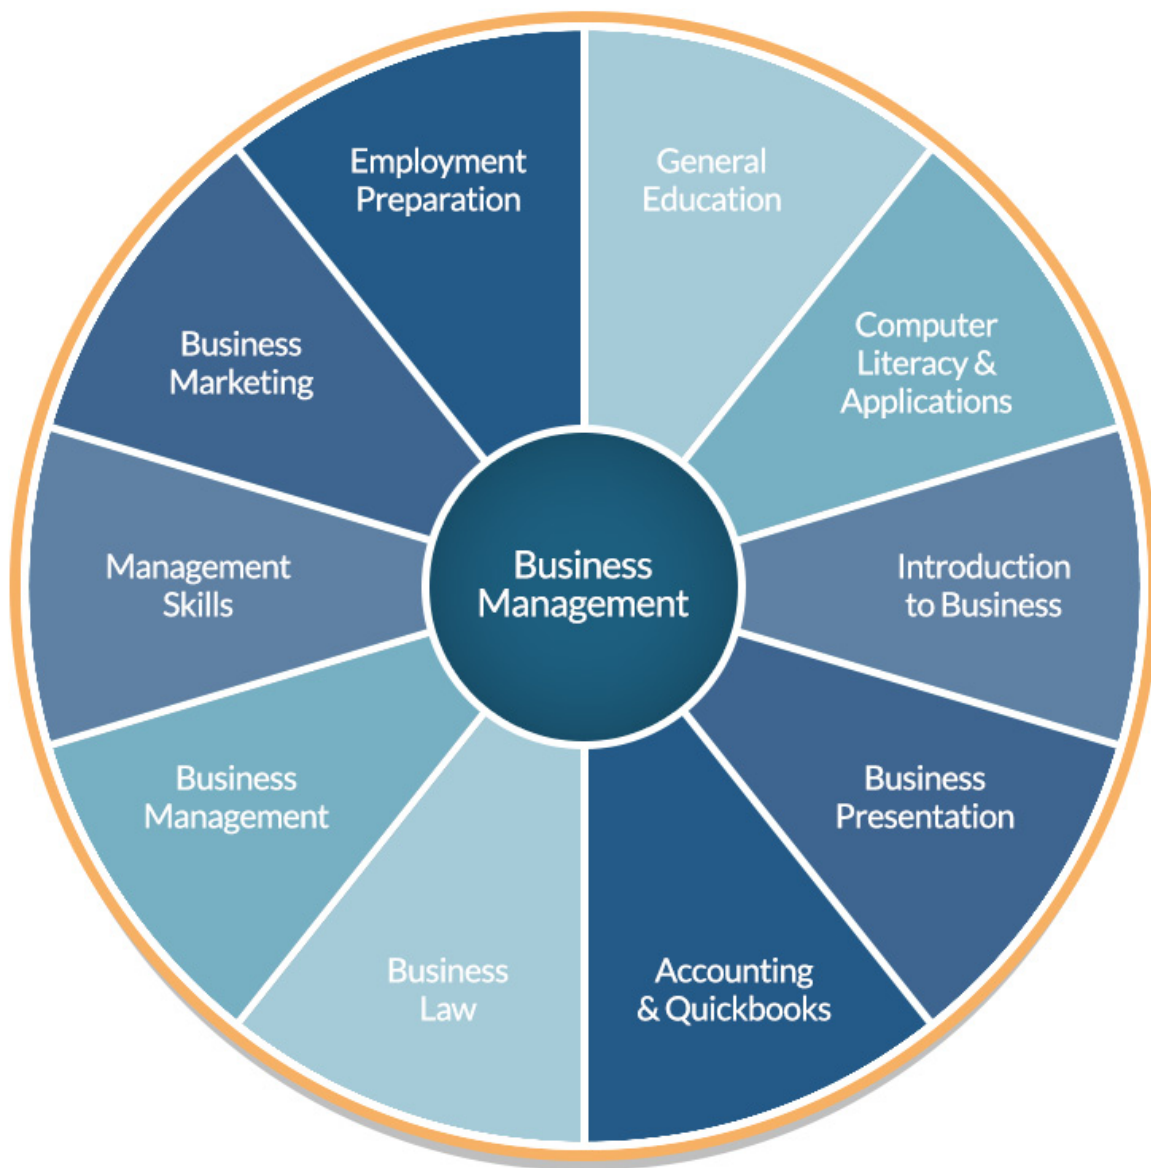 Employment
Preparation
General
Education
Computer
Literacy &
Applications
Introduction
to Business
Business
Presentation
Accounting
& Quickbooks
Business
Law
Business
Management
Management
Skills
Business
Marketing
Business
Management